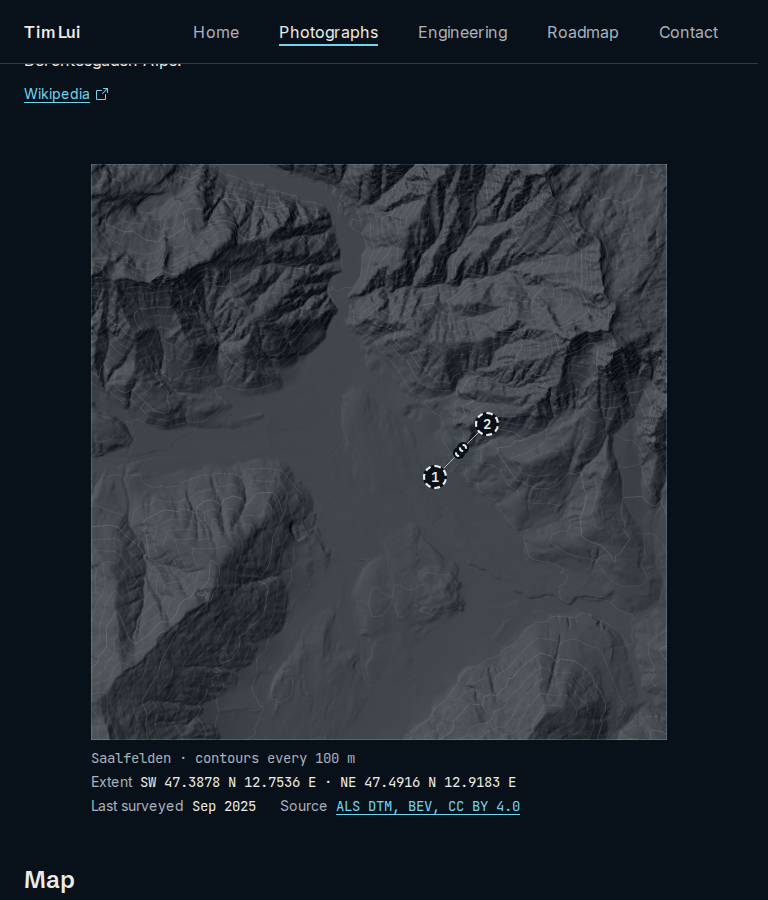 Tim Lui
Home
Photographs
Engineering
Roadmap
Contact
Wikipedia
2
1
Saalfelden · contours every 100 m
Extent SW 47.3878 N 12.7536 E · NE 47.4916 N 12.9183 E
Last surveyed Sep 2025 Source ALS DTM, BEV, CC BY 4.0
Map